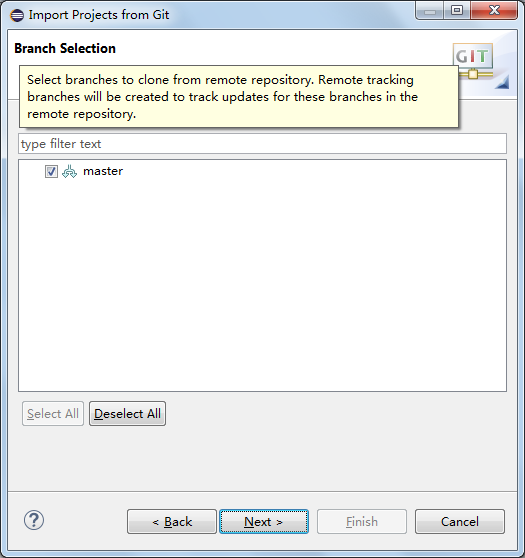 Import Projects from Git
Branch Selection
GIT
Select branches to clone from remote repository. Remote tracking
branches will be created to track updates for these branches in the
remote repository.
type filter text
master
Select All
Deselect All
?
< Back
Next >
Finish
Cancel